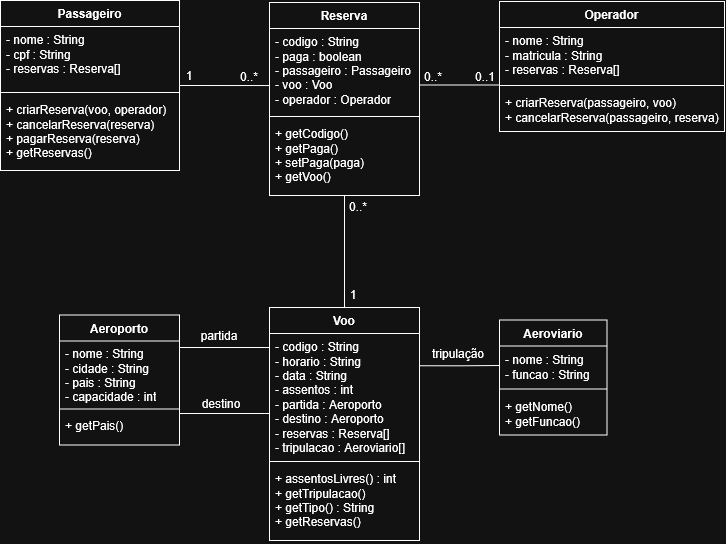 Passageiro
- nome : String
- cpf : String
- reservas : Reserva[]
+ criarReserva(voo, operador)
+ cancelarReserva(reserva)
+ pagarReserva(reserva)
+ getReservas()
1
0..*
Reserva
- codigo : String
- paga : boolean
- passageiro : Passageiro
- voo : Voo
- operador : Operador
+ getCodigo()
+ getPaga()
+ setPaga(paga)
+ getVoo()
0..*
0..1
Operador
- nome : String
- matricula : String
- reservas : Reserva[]
+ criarReserva(passageiro, voo)
+ cancelarReserva(passageiro, reserva)
0..*
1
Aeroporto
- nome : String
- cidade : String
- pais : String
- capacidade : int
+ getPais()
partida
destino
Voo
- codigo : String
- horario : String
- data : String
- assentos : int
- partida : Aeroporto
- destino : Aeroporto
- reservas : Reserva[]
- tripulacao : Aeroviario[]
+ assentosLivres() : int
+ getTripulacao()
+ getTipo() : String
+ getReservas()
tripulação
Aeroviario
- nome : String
- funcao : String
+ getNome()
+ getFuncao()